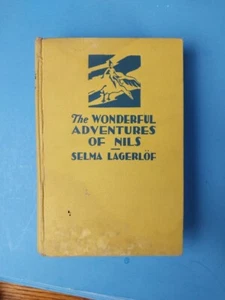 The WONDERFUL
ADVENTURES
OF NILS
SELMA LAGERLÖF